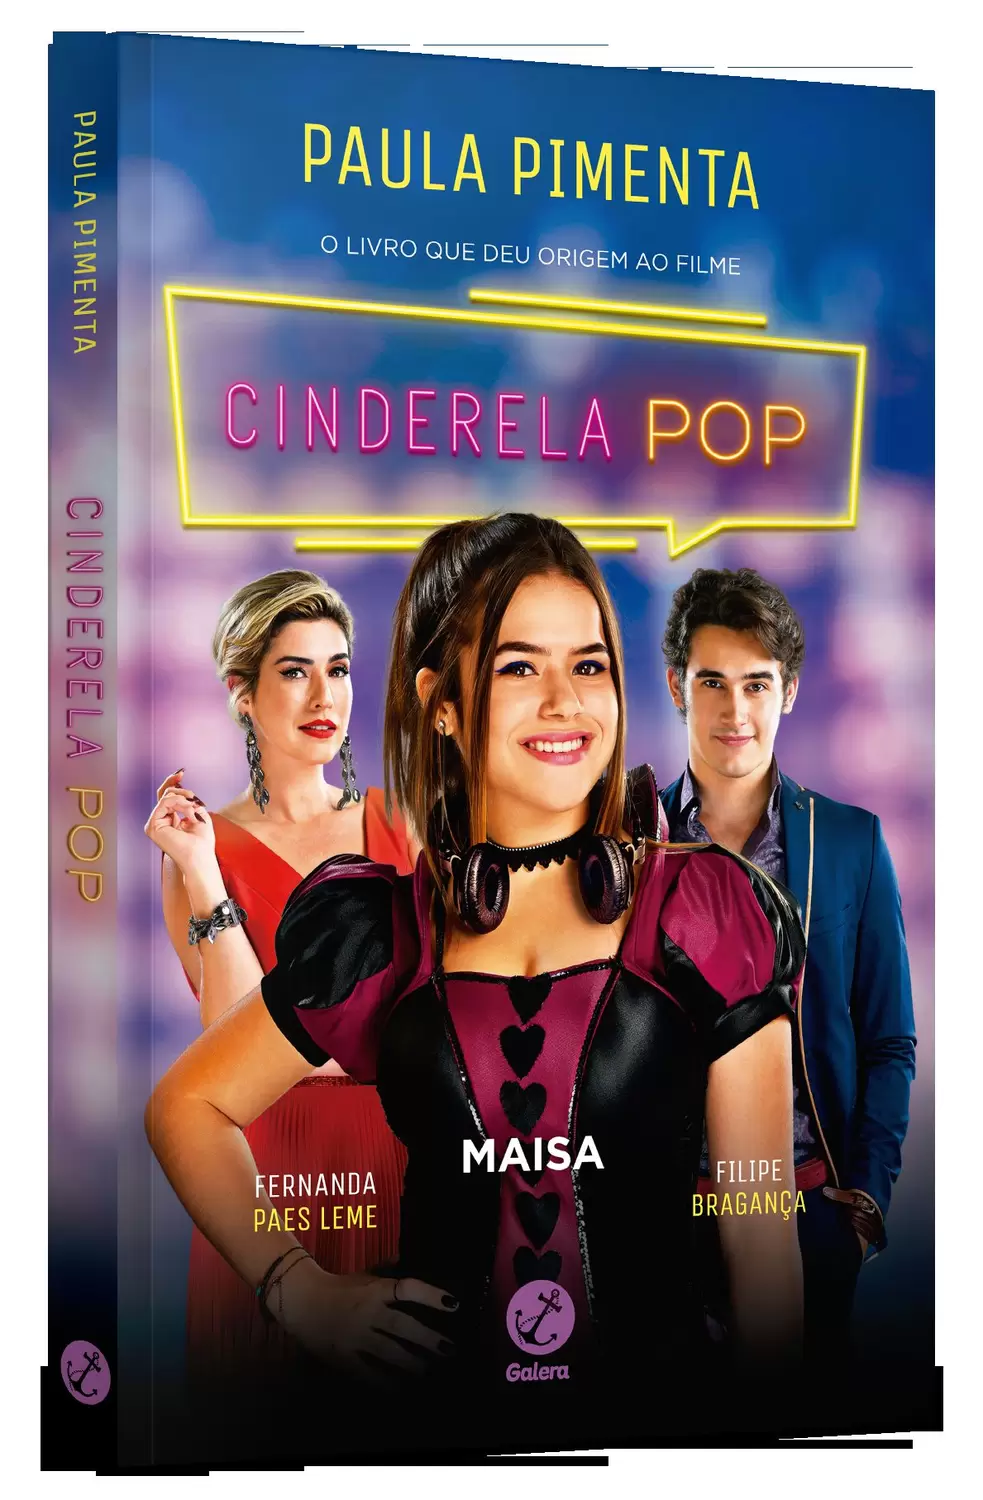 PAULA PIMENTA
O LIVRO QUE DEU ORIGEM AO FILME
CINDERELA POP
MAISA
FERNANDA
PAES LEME
FILIPE
BRAGANÇA
Galera
PAULA PIMENTA
CINDERELA POP